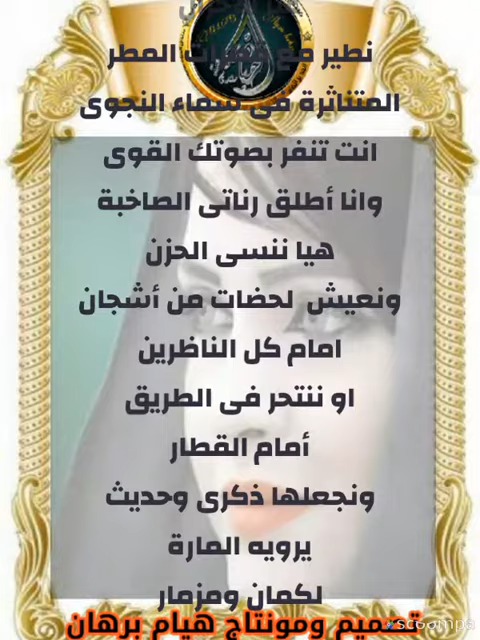 نطير مع قطرات المطر
المتناثرة فى سماء النجوى
انت تنفر بصوتك القوى
وانا أطلق رناتى الصاخبة
هيا ننسى الحزن
ونعيش لحضات من أشجان
امام كل الناظرين
او ننتحر فى الطريق
أمام القطار
ونجعلها ذكرى وحديث
يرويه المارة
لكمان ومزمار
تصميم ومونتاج هيام برهان
scoompa